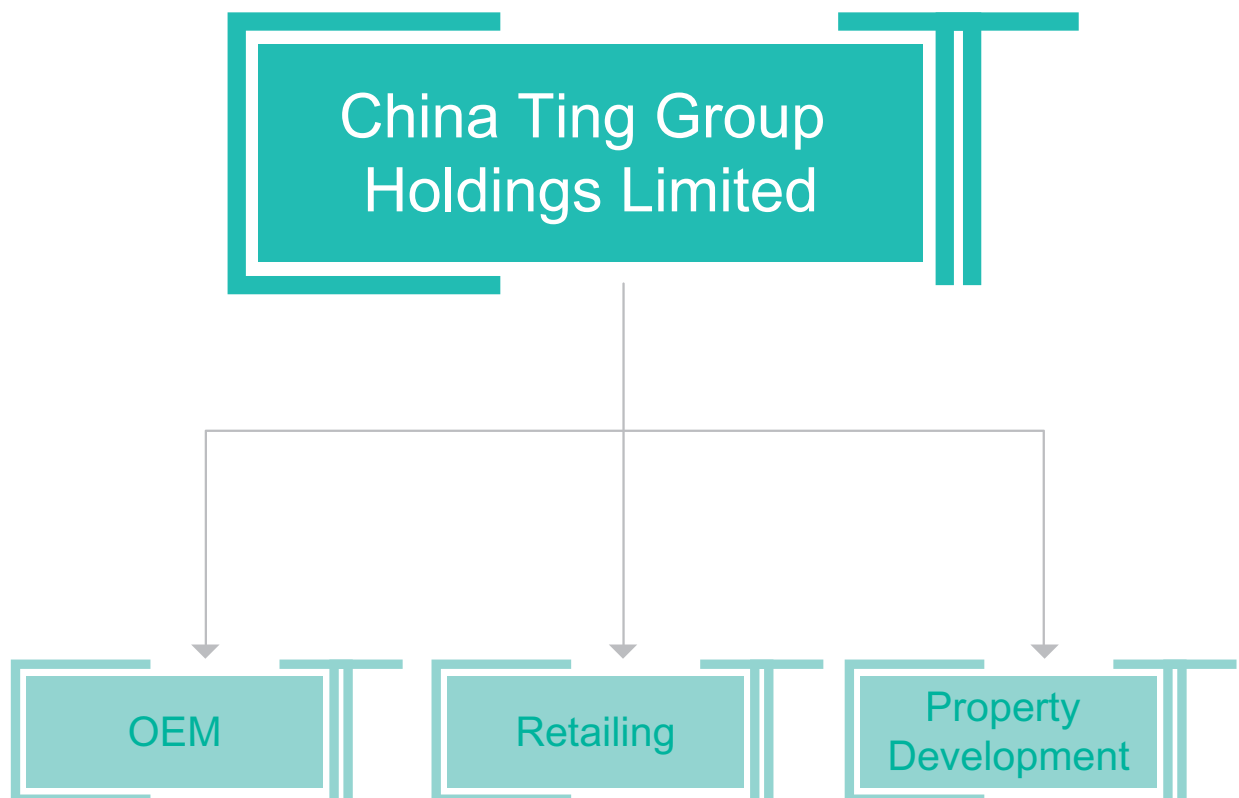 China Ting Group
Holdings Limited
OEM
Retailing
Property
Development